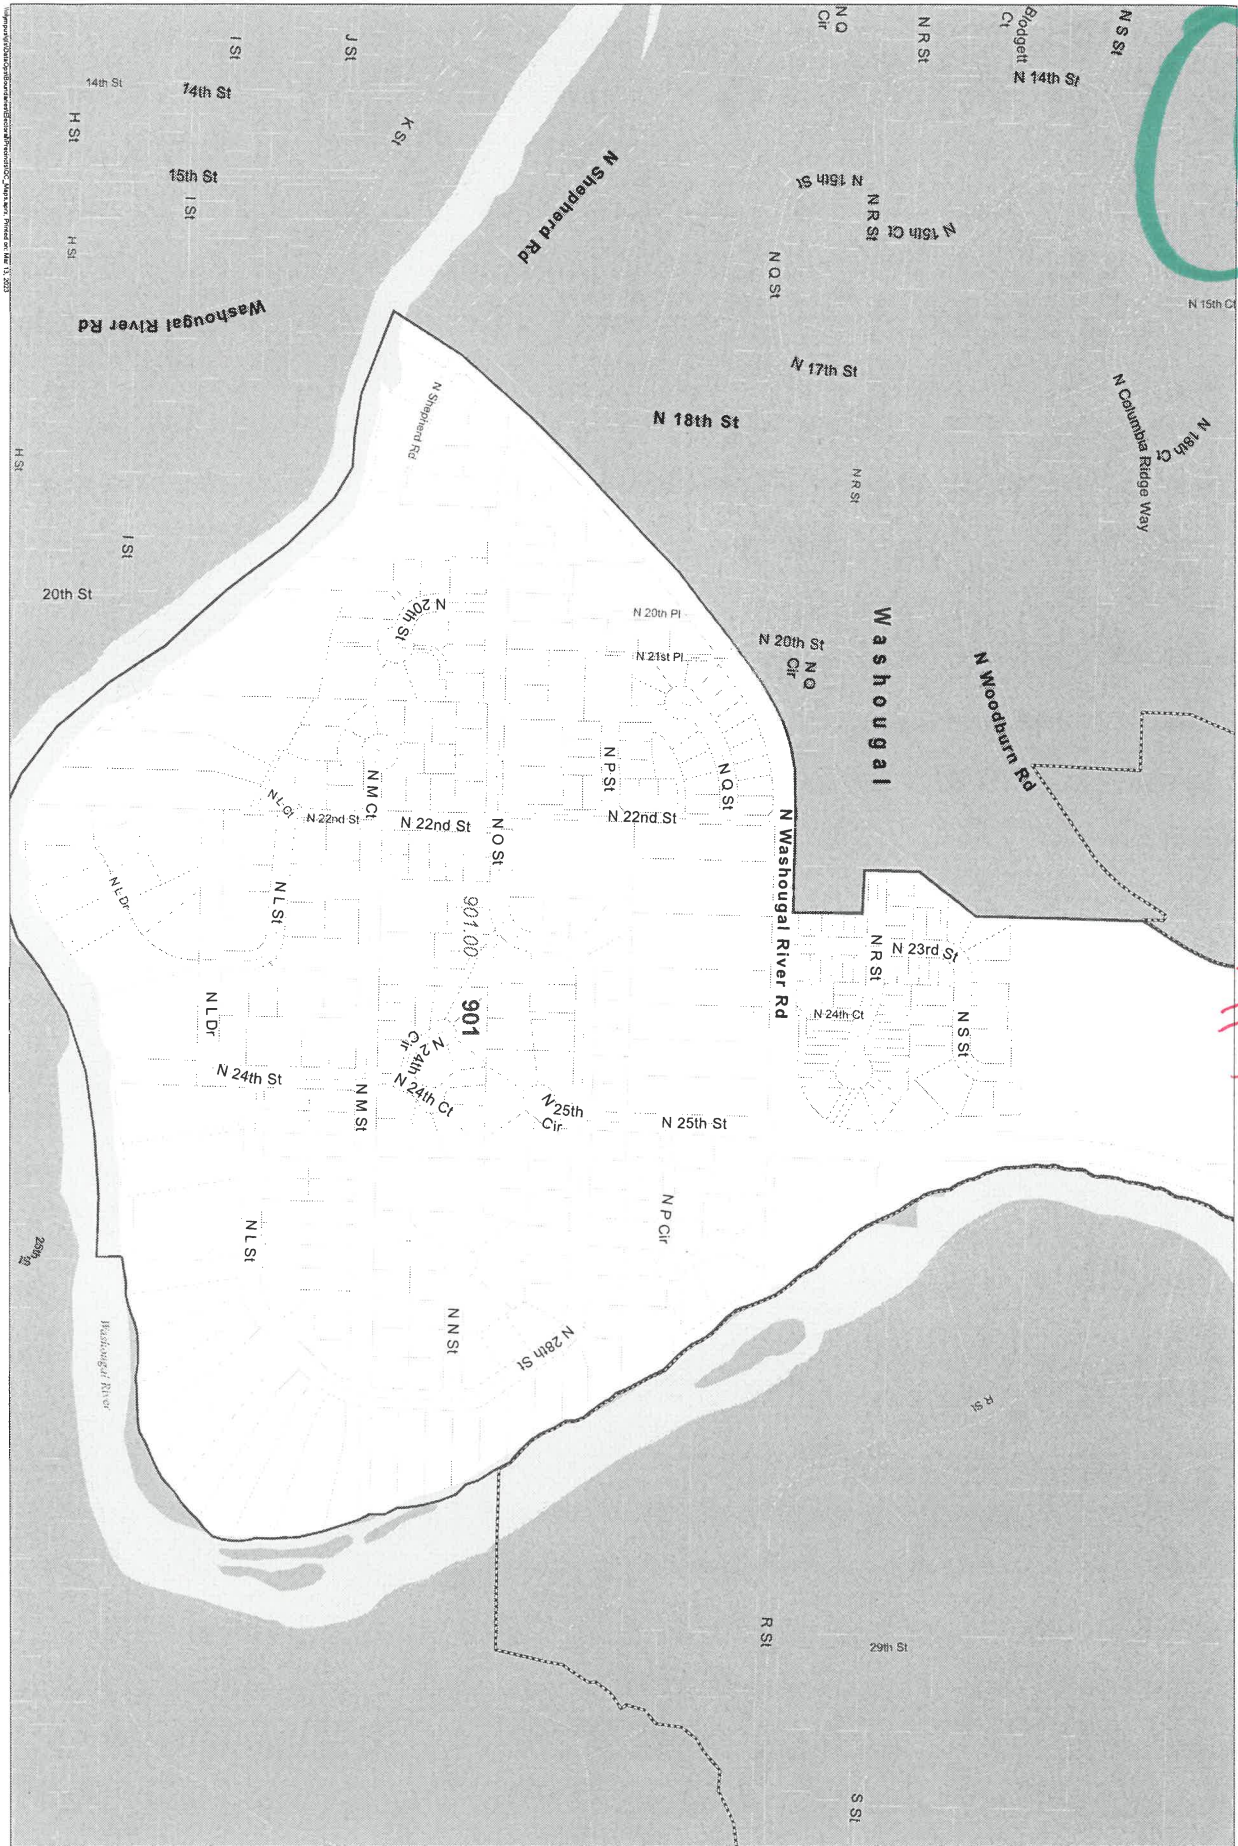 I St
J St
N Q
Cir
N R St
Blodgett
Ct
N S St
14th St
14th St
N 14th St
H St
K St
15th St
I St
N Shepherd Rd
N 15th St
N R St
N 15th Ct
H St
N Q St
N 15th Ct
Washougal River Rd
N 17th St
N Shepherd Rd
N 18th St
N Columbia Ridge Way
N 18th Ct
H St
N R St
I St
20th St
N 20th St
N 20th Pl
N 21st Pl
N 20th St
N Q
Cir
Washougal
N Woodburn Rd
N M Ct
N P St
N Q St
N L Ct
N 22nd St
N 22nd St
N O St
N 22nd St
N Washougal River Rd
N L Dr
N L St
901.00
N R St
N 23rd St
N L Dr
901
N 24th Ct
N S St
N 24th
Cir
N 24th St
N 24th Ct
N M St
N 25th
Cir
N 25th St
N L St
N P Cir
25th St
Washougal River
N N St
N 28th St
R St
R St
29th St
S St